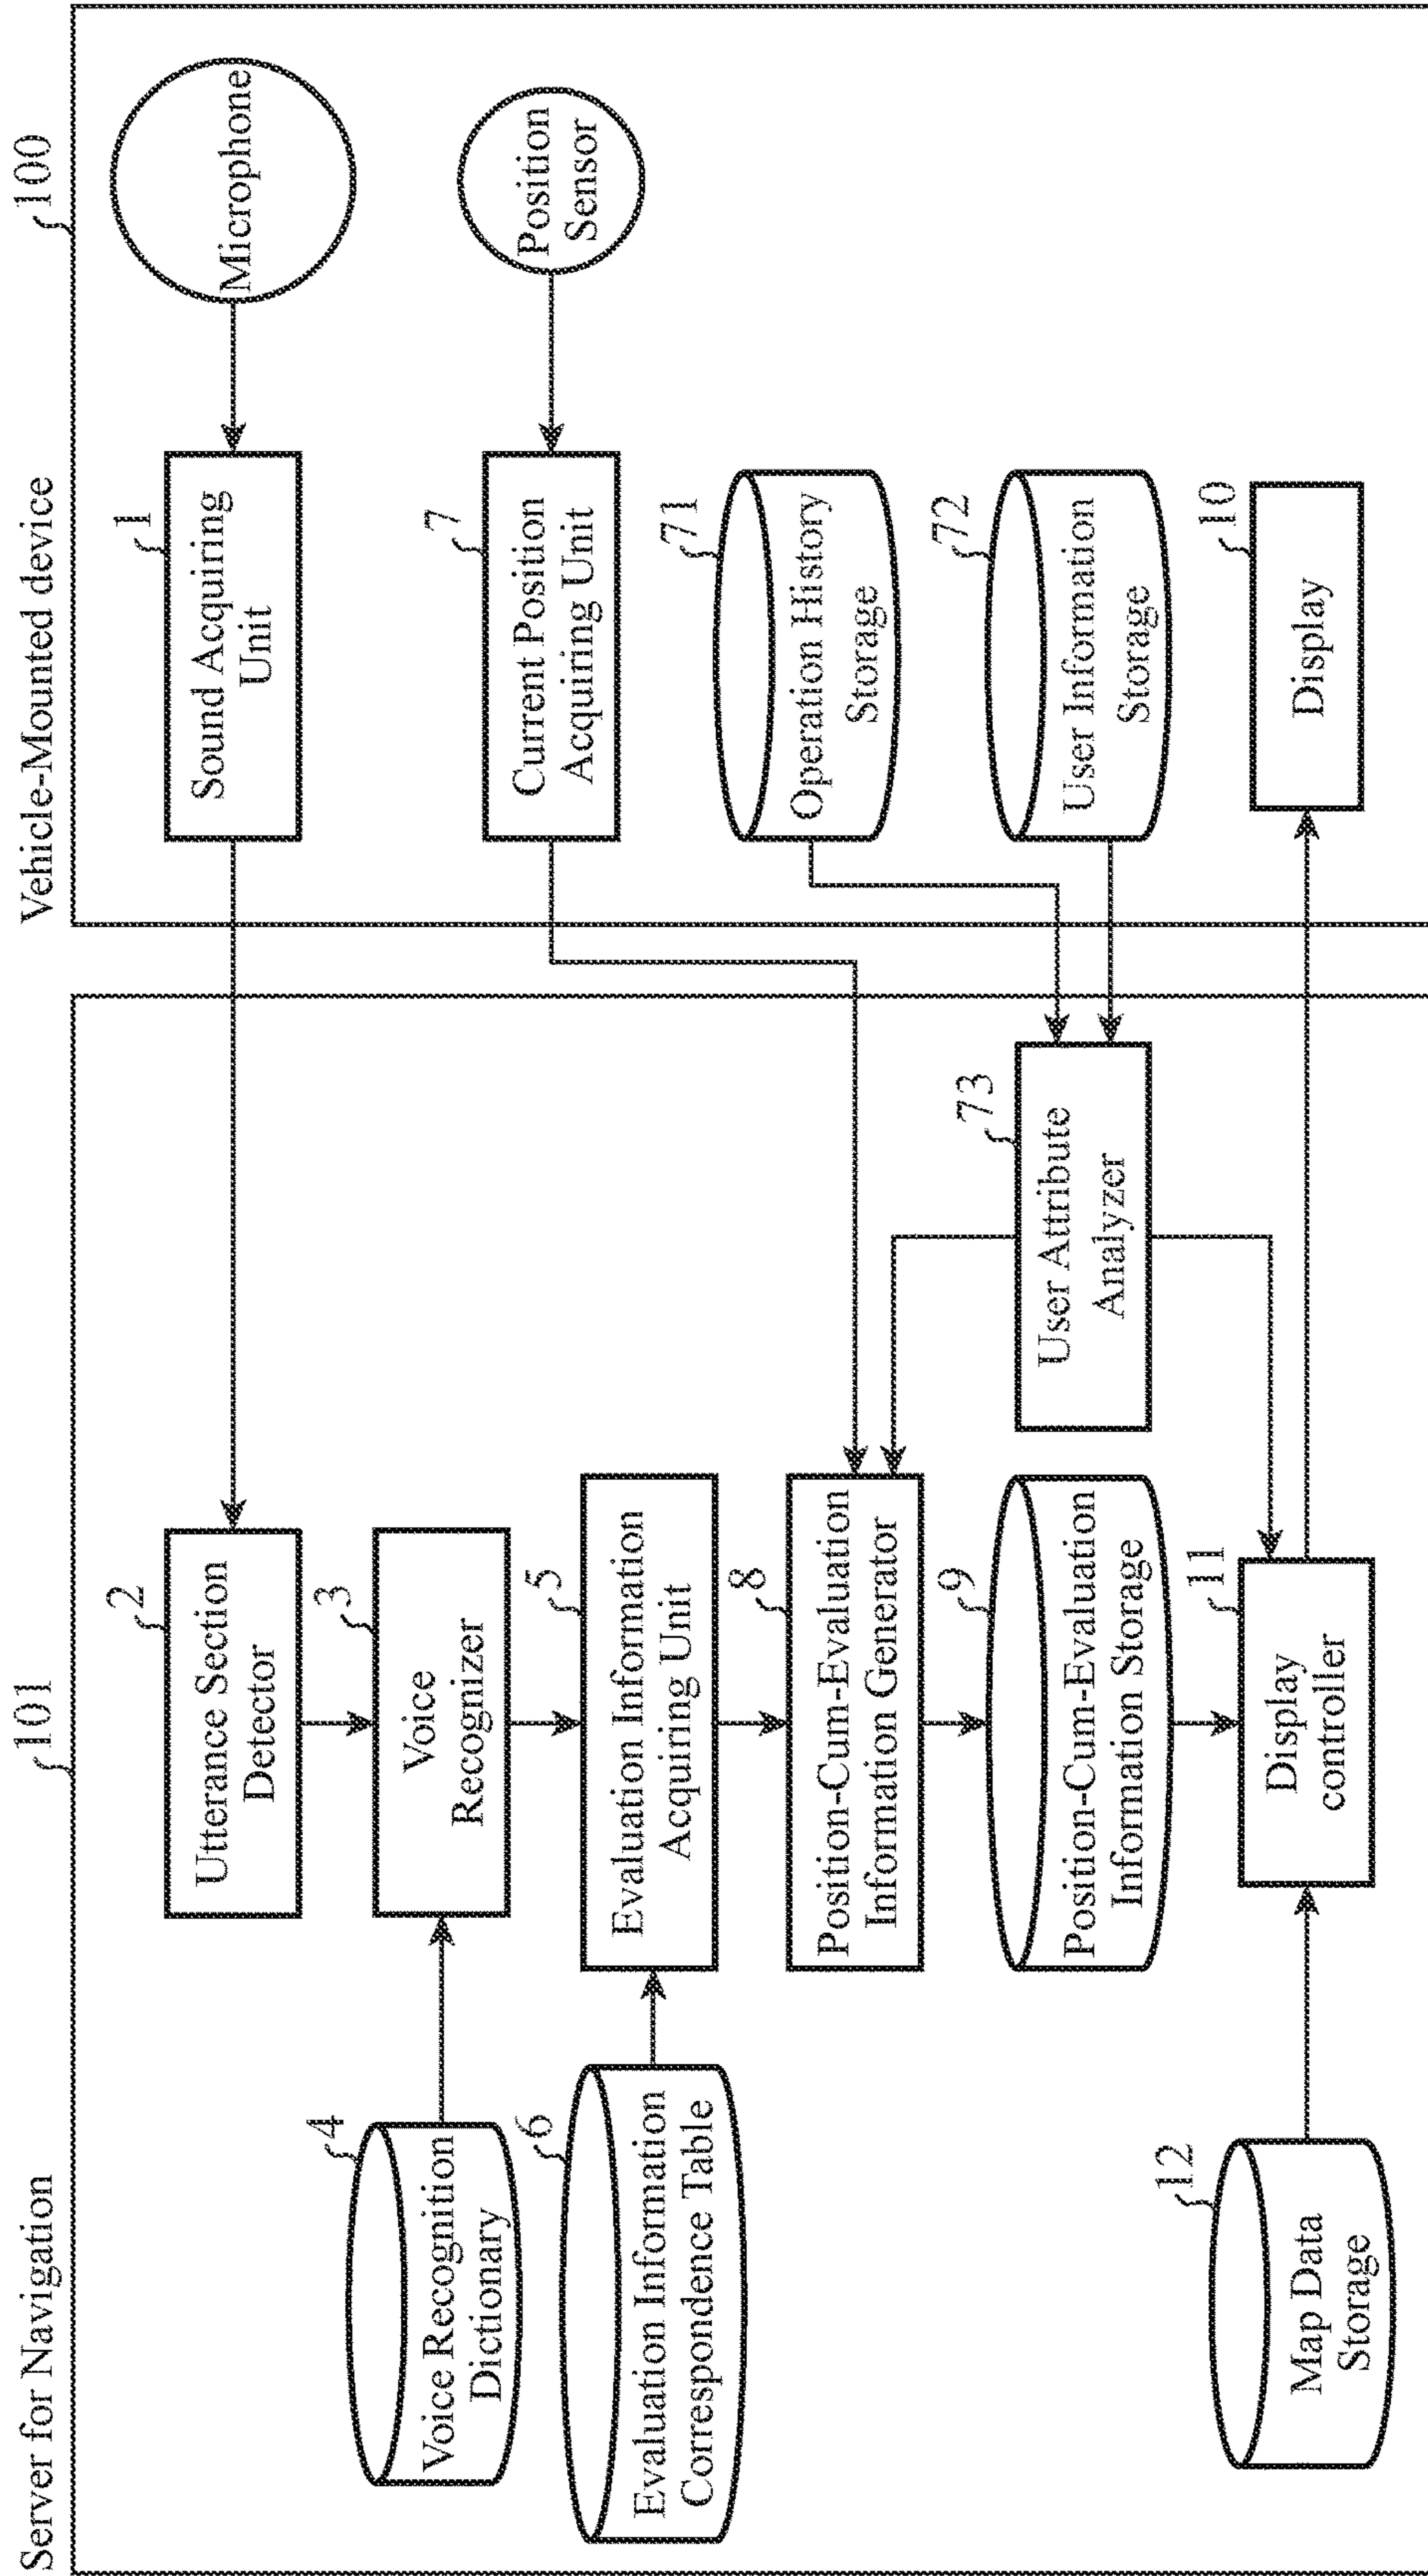 Server for Navigation
101
Vehicle-Mounted device
100
4
Voice Recognition
Dictionary
6
Evaluation Information
Correspondence Table
12
Map Data
Storage
2
Utterance Section
Detector
3
Voice
Recognizer
5
Evaluation Information
Acquiring Unit
8
Position-Cum-Evaluation
Information Generator
9
Position-Cum-Evaluation
Information Storage
11
Display
controller
73
User Attribute
Analyzer
1
Sound Acquiring
Unit
7
Current Position
Acquiring Unit
71
Operation History
Storage
72
User Information
Storage
10
Display
Microphone
Position
Sensor